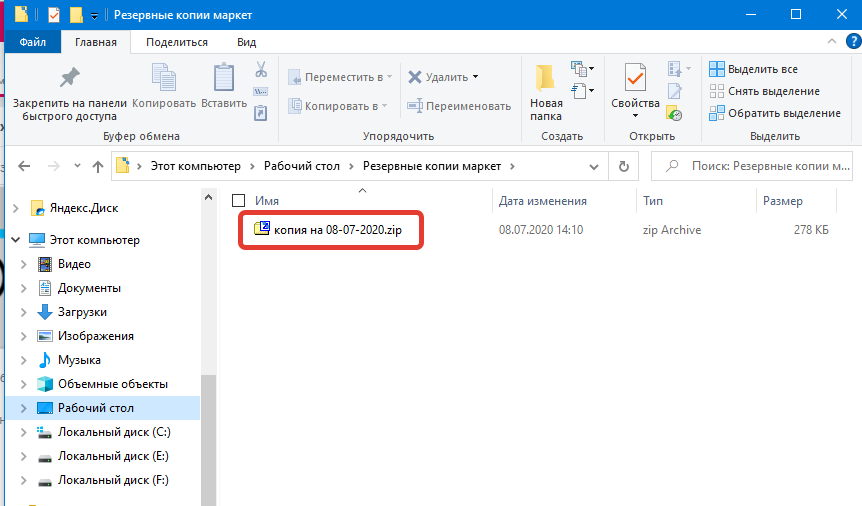 Резервные копии маркет
Файл Главная Поделиться Вид
Закрепить на панели быстрого доступа
Копировать
Вставить
Буфер обмена
Переместить в
Копировать в
Удалить
Переименовать
Упорядочить
Новая папка
Создать
Свойства
Открыть
Выделить все
Снять выделение
Обратить выделение
Выделить
Этот компьютер Рабочий стол Резервные копии маркет
Поиск: Резервные копии м...
Яндекс.Диск
Этот компьютер
Видео
Документы
Загрузки
Изображения
Музыка
Объемные объекты
Рабочий стол
Локальный диск (C:)
Локальный диск (E:)
Локальный диск (F:)
Имя Дата изменения Тип Размер
копия на 08-07-2020.zip 08.07.2020 14:10 zip Archive 278 КБ